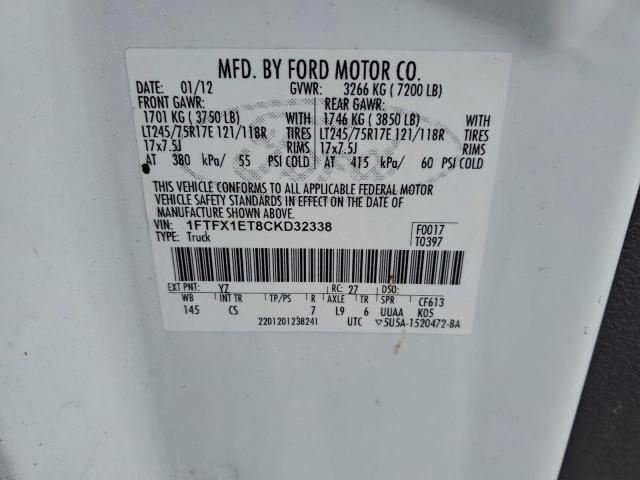 MFD. BY FORD MOTOR CO.
DATE: 01/12 GVWR: 3266 KG ( 7200 LB)
FRONT GAWR: REAR GAWR:
1701 KG ( 3750 LB) WITH 1746 KG ( 3850 LB) WITH
LT245/75R17E 121/118R TIRES LT245/75R17E 121/118R TIRES
17x7.5J RIMS 17x7.5J RIMS
AT 380 kPa/ 55 PSI COLD AT 415 kPa/ 60 PSI COLD
THIS VEHICLE CONFORMS TO ALL APPLICABLE FEDERAL MOTOR
VEHICLE SAFETY STANDARDS IN EFFECT ON THE DATE OF
MANUFACTURE SHOWN ABOVE.
VIN: 1FTFX1ET8CKD32338 F0017
TYPE: Truck T0397
EXT PNT: YZ RC: 27 DSO:
WB INT TR TP/PS R AXLE TR SPR CF613
145 CS 7 L9 6 UUAA K05
2201201238241 UTC ▽5U5A-1520472-BA
Ford